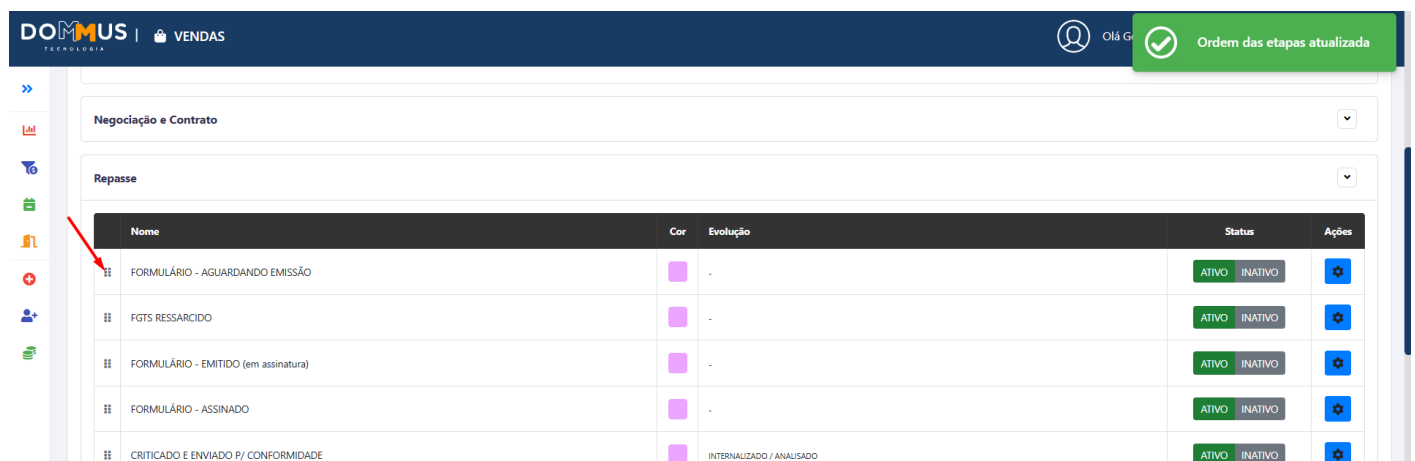 DOMMUS | VENDAS
TECNOLOGIA
Olá G
Ordem das etapas atualizada
Negociação e Contrato
Repasse
Nome Cor Evolução Status Ações
FORMULÁRIO - AGUARDANDO EMISSÃO - ATIVO INATIVO
FGTS RESSARCIDO - ATIVO INATIVO
FORMULÁRIO - EMITIDO (em assinatura) - ATIVO INATIVO
FORMULÁRIO - ASSINADO - ATIVO INATIVO
CRITICADO E ENVIADO P/ CONFORMIDADE INTERNALIZADO / ANALISADO ATIVO INATIVO